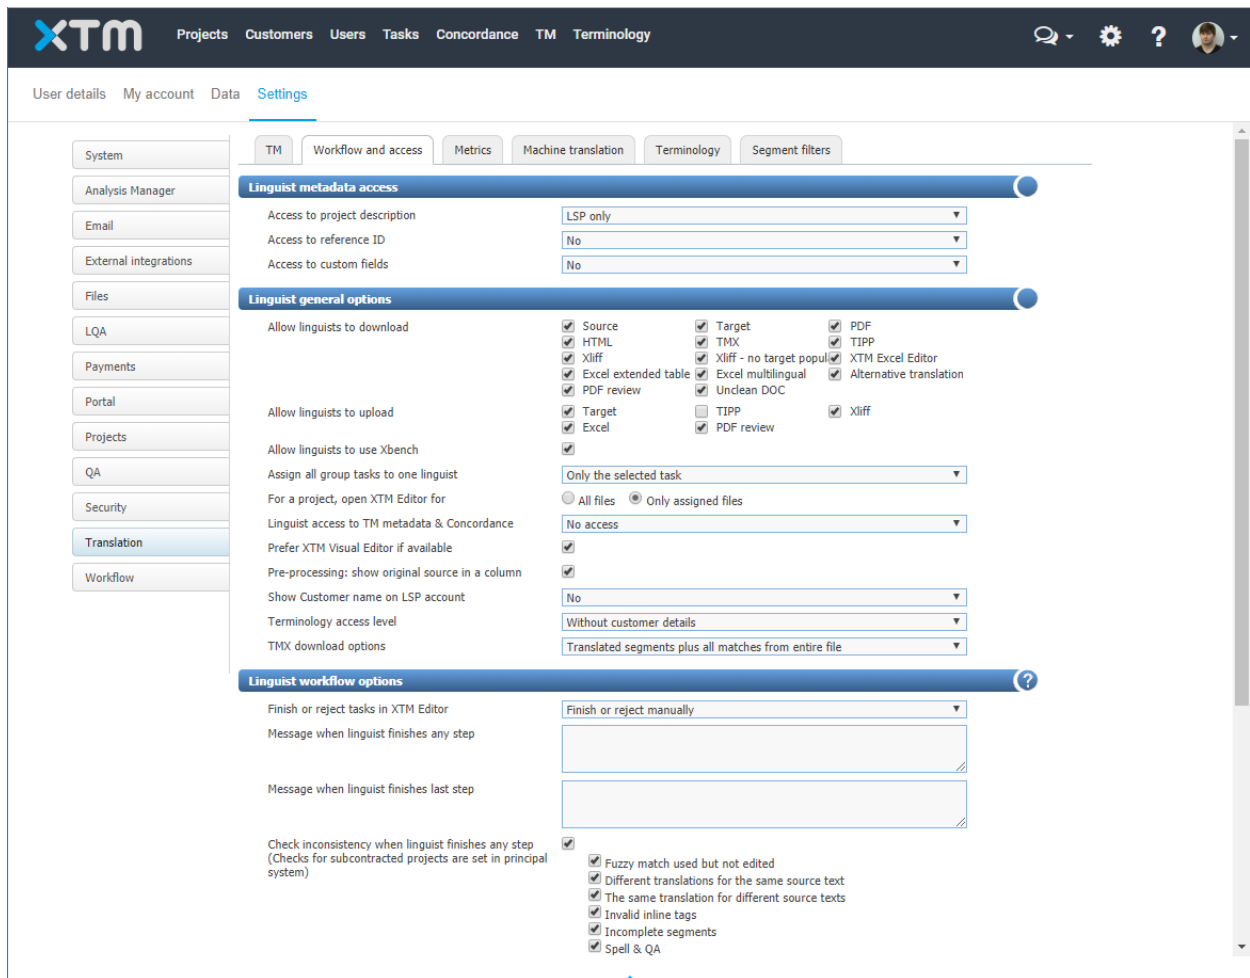 XTM Projects Customers Users Tasks Concordance TM Terminology ?
User details My account Data Settings
System
Analysis Manager
Email
External integrations
Files
LQA
Payments
Portal
Projects
QA
Security
Translation
Workflow
TM Workflow and access Metrics Machine translation Terminology Segment filters
Linguist metadata access
Access to project description LSP only
Access to reference ID No
Access to custom fields No
Linguist general options
Allow linguists to download Source Target PDF
HTML TMX TIPP
Xliff Xliff - no target popul XTM Excel Editor
Excel extended table Excel multilingual Alternative translation
PDF review Unclean DOC
Allow linguists to upload Target TIPP Xliff
Excel PDF review
Allow linguists to use Xbench
Assign all group tasks to one linguist Only the selected task
For a project, open XTM Editor for All files Only assigned files
Linguist access to TM metadata & Concordance No access
Prefer XTM Visual Editor if available
Pre-processing: show original source in a column
Show Customer name on LSP account No
Terminology access level Without customer details
TMX download options Translated segments plus all matches from entire file
Linguist workflow options ?
Finish or reject tasks in XTM Editor Finish or reject manually
Message when linguist finishes any step
Message when linguist finishes last step
Check inconsistency when linguist finishes any step
(Checks for subcontracted projects are set in principal
system)
Fuzzy match used but not edited
Different translations for the same source text
The same translation for different source texts
Invalid inline tags
Incomplete segments
Spell & QA